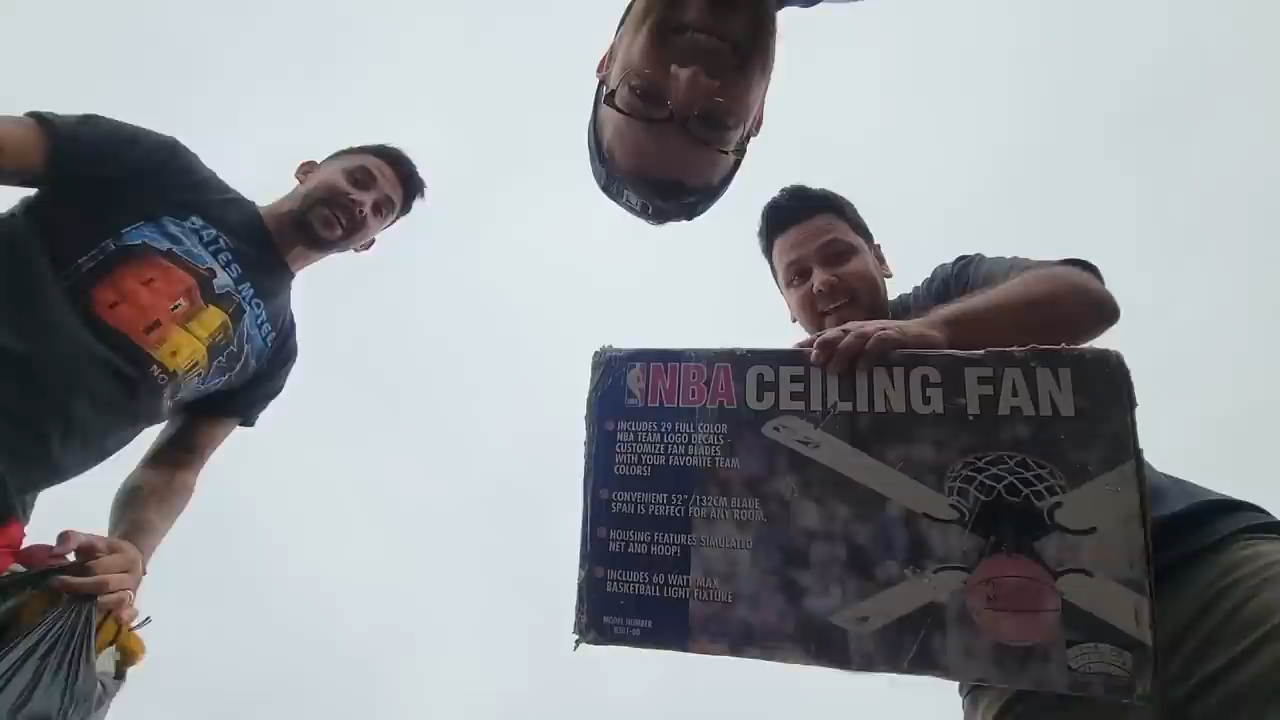 BATES MOTEL
NO
NBA CEILING FAN
INCLUDES 29 FULL COLOR
NBA TEAM LOGO DECALS -
CUSTOMIZE FAN BLADES
WITH YOUR FAVORITE TEAM
COLORS!
CONVENIENT 52"/132CM BLADE
SPAN IS PERFECT FOR ANY ROOM.
HOUSING FEATURES SIMULATED
NET AND HOOP!
INCLUDES 60 WATT MAX
BASKETBALL LIGHT FIXTURE
MODEL NUMBER